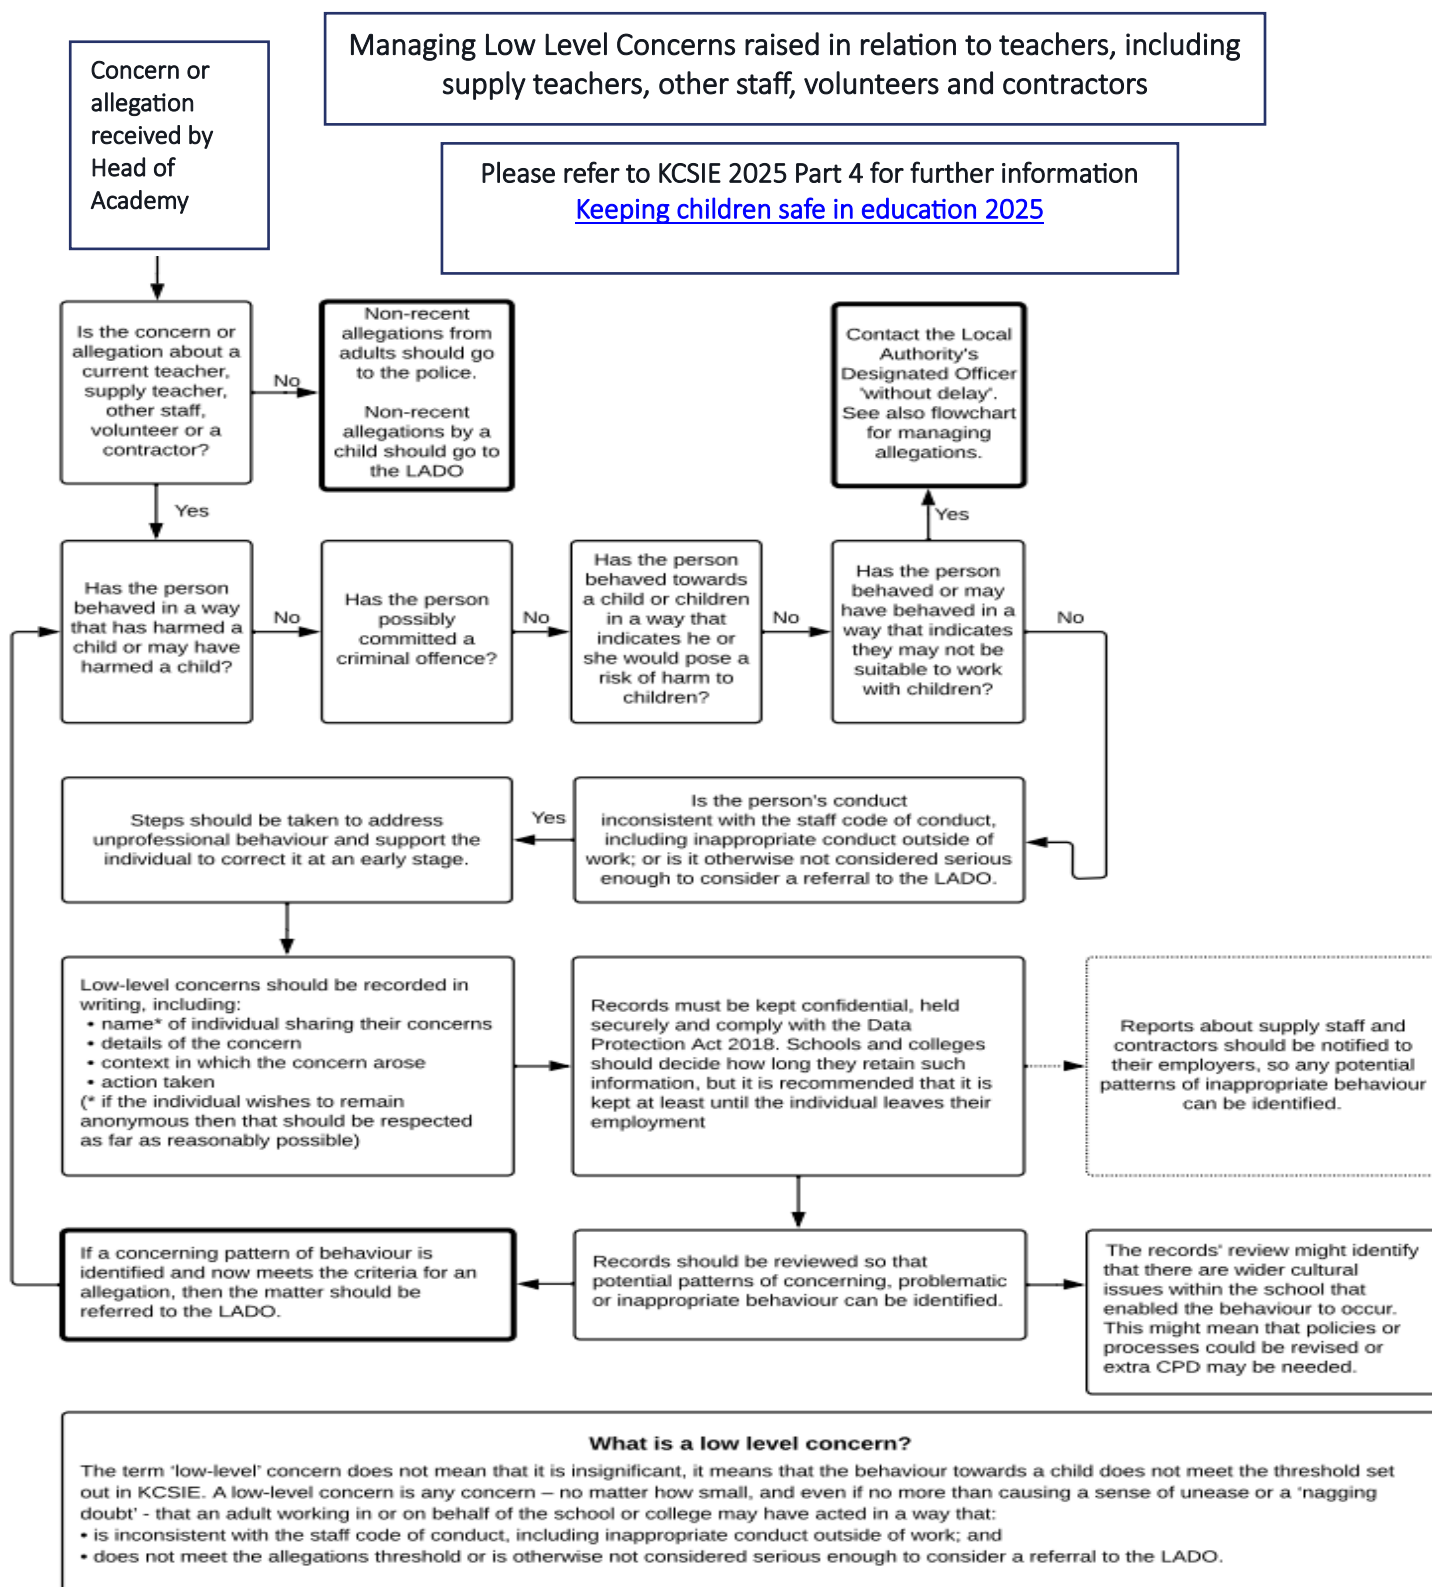 Managing Low Level Concerns raised in relation to teachers, including
supply teachers, other staff, volunteers and contractors
Concern or
allegation
received by
Head of
Academy
Please refer to KCSIE 2025 Part 4 for further information
Keeping children safe in education 2025
Is the concern or
allegation about a
current teacher,
supply teacher,
other staff,
volunteer or a
contractor?
No
Non-recent
allegations from
adults should go
to the police.
Non-recent
allegations by a
child should go to
the LADO
Contact the Local
Authority's
Designated Officer
'without delay'.
See also flowchart
for managing
allegations.
Yes
Yes
Has the person
behaved in a way
that has harmed a
child or may have
harmed a child?
No
Has the person
possibly
committed a
criminal offence?
No
Has the person
behaved towards
a child or children
in a way that
indicates he or
she would pose a
risk of harm to
children?
No
Has the person
behaved or may
have behaved in a
way that indicates
they may not be
suitable to work
with children?
No
Is the person's conduct
inconsistent with the staff code of conduct,
including inappropriate conduct outside of
work; or is it otherwise not considered serious
enough to consider a referral to the LADO.
Yes
Steps should be taken to address
unprofessional behaviour and support the
individual to correct it at an early stage.
Low-level concerns should be recorded in
writing, including:
• name* of individual sharing their concerns
• details of the concern
• context in which the concern arose
• action taken
(* if the individual wishes to remain
anonymous then that should be respected
as far as reasonably possible)
Records must be kept confidential, held
securely and comply with the Data
Protection Act 2018. Schools and colleges
should decide how long they retain such
information, but it is recommended that it is
kept at least until the individual leaves their
employment
Reports about supply staff and
contractors should be notified to
their employers, so any potential
patterns of inappropriate behaviour
can be identified.
If a concerning pattern of behaviour is
identified and now meets the criteria for an
allegation, then the matter should be
referred to the LADO.
Records should be reviewed so that
potential patterns of concerning, problematic
or inappropriate behaviour can be identified.
The records' review might identify
that there are wider cultural
issues within the school that
enabled the behaviour to occur.
This might mean that policies or
processes could be revised or
extra CPD may be needed.
What is a low level concern?
The term 'low-level' concern does not mean that it is insignificant, it means that the behaviour towards a child does not meet the threshold set
out in KCSIE. A low-level concern is any concern – no matter how small, and even if no more than causing a sense of unease or a 'nagging
doubt' - that an adult working in or on behalf of the school or college may have acted in a way that:
• is inconsistent with the staff code of conduct, including inappropriate conduct outside of work; and
• does not meet the allegations threshold or is otherwise not considered serious enough to consider a referral to the LADO.